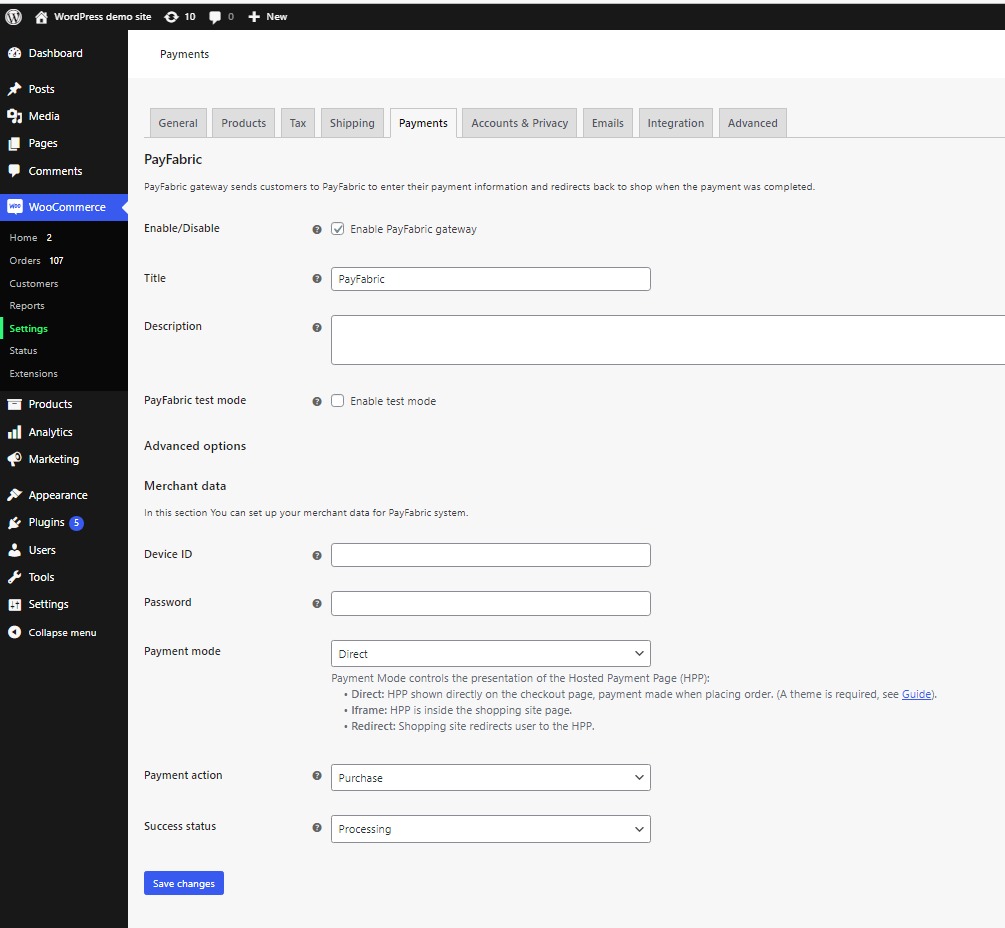 WordPress demo site 10 0 New
Dashboard
Posts
Media
Pages
Comments
WooCommerce
Home 2
Orders 107
Customers
Reports
Settings
Status
Extensions
Products
Analytics
Marketing
Appearance
Plugins 5
Users
Tools
Settings
Collapse menu
Payments
General Products Tax Shipping Payments Accounts & Privacy Emails Integration Advanced
PayFabric
PayFabric gateway sends customers to PayFabric to enter their payment information and redirects back to shop when the payment was completed.
Enable/Disable Enable PayFabric gateway
Title PayFabric
Description
PayFabric test mode Enable test mode
Advanced options
Merchant data
In this section You can set up your merchant data for PayFabric system.
Device ID
Password
Payment mode Direct
Payment Mode controls the presentation of the Hosted Payment Page (HPP):
• Direct: HPP shown directly on the checkout page, payment made when placing order. (A theme is required, see Guide).
• Iframe: HPP is inside the shopping site page.
• Redirect: Shopping site redirects user to the HPP.
Payment action Purchase
Success status Processing
Save changes